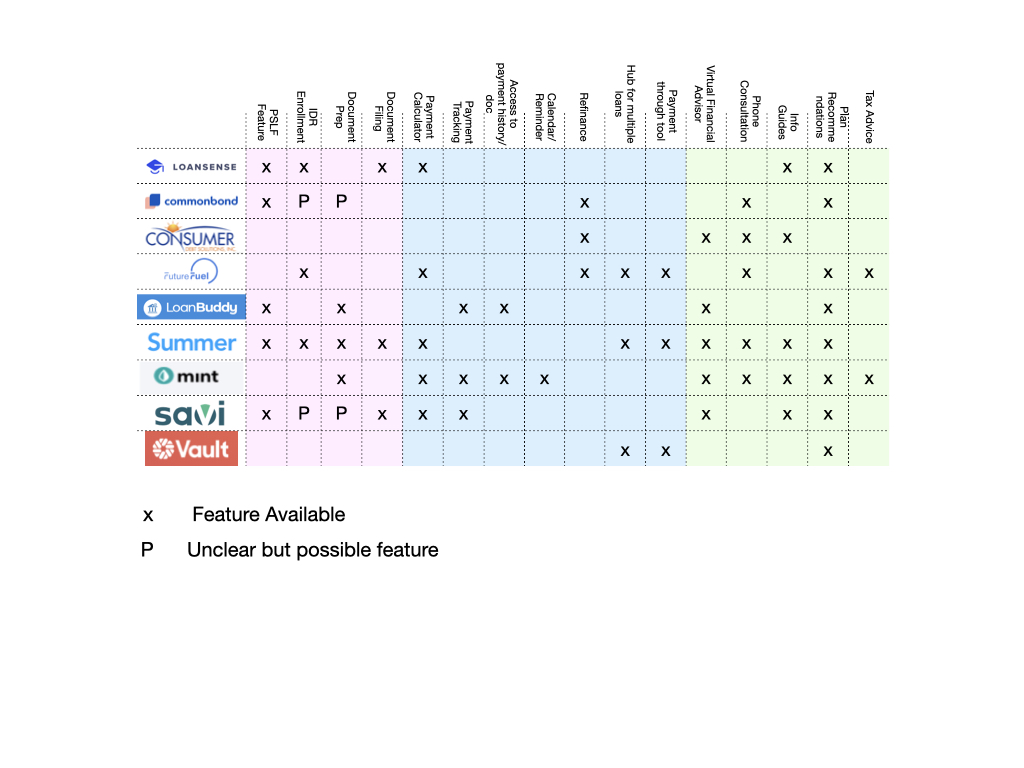 PSLF
Feature
IDR
Enrollment
Document
Prep
Document
Filing
Payment
Calculator
Payment
Tracking
Access to
payment history/
doc
Calendar/
Reminder
Refinance
Hub for multiple
loans
Payment
through tool
Virtual Financial
Advisor
Phone
Consultation
Info
Guides
Plan
Recomme
ndations
Tax Advice
LOANSENSE x x x x x x
commonbond x P P x x x
CONSUMER x x x x
DEBT SOLUTIONS, INC.
FutureFuel x x x x x x x x
LoanBuddy x x x x x x
Summer x x x x x x x x x x x
mint x x x x x x x x x
savi x P P x x x x x x
Vault x x x
x Feature Available
P Unclear but possible feature